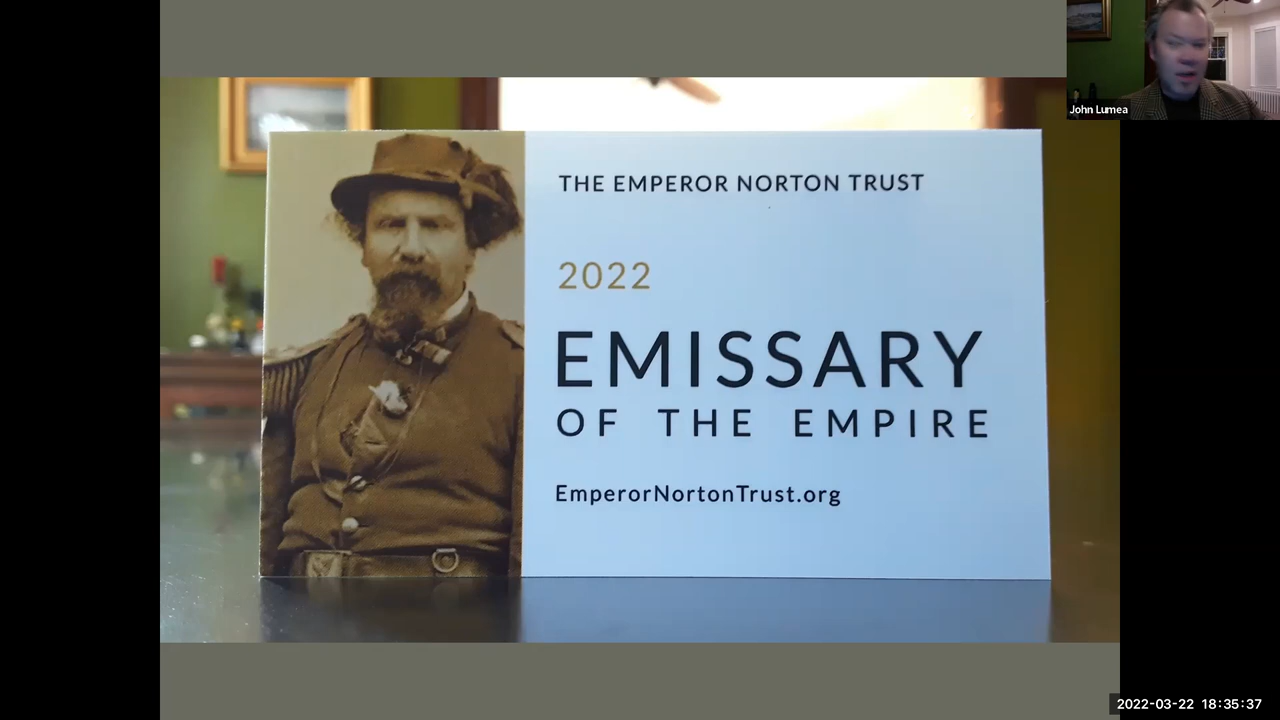 John Lumea
THE EMPEROR NORTON TRUST
2022
EMISSARY
OF THE EMPIRE
EmperorNortonTrust.org
2022-03-22 18:35:37